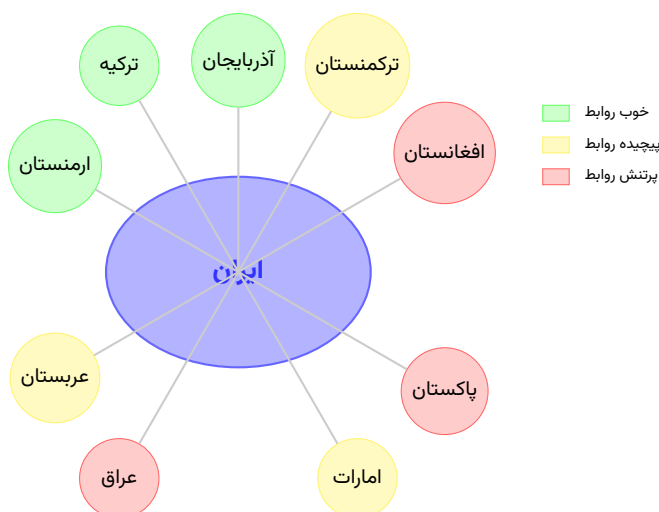 ترکیه
آذربایجان
ترکمنستان
ارمنستان
افغانستان
ایران
عربستان
پاکستان
عراق
امارات
خوب روابط
پیچیده روابط
پرتنش روابط